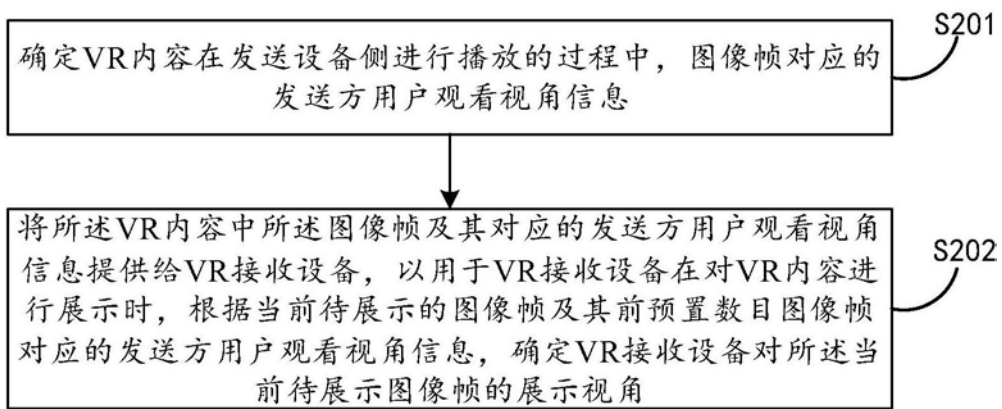 S201
确定VR内容在发送设备侧进行播放的过程中，图像帧对应的
发送方用户观看视角信息
S202
将所述VR内容中所述图像帧及其对应的发送方用户观看视角
信息提供给VR接收设备，以用于VR接收设备在对VR内容进
行展示时，根据当前待展示的图像帧及其前预置数目图像帧
对应的发送方用户观看视角信息，确定VR接收设备对所述当
前待展示图像帧的展示视角